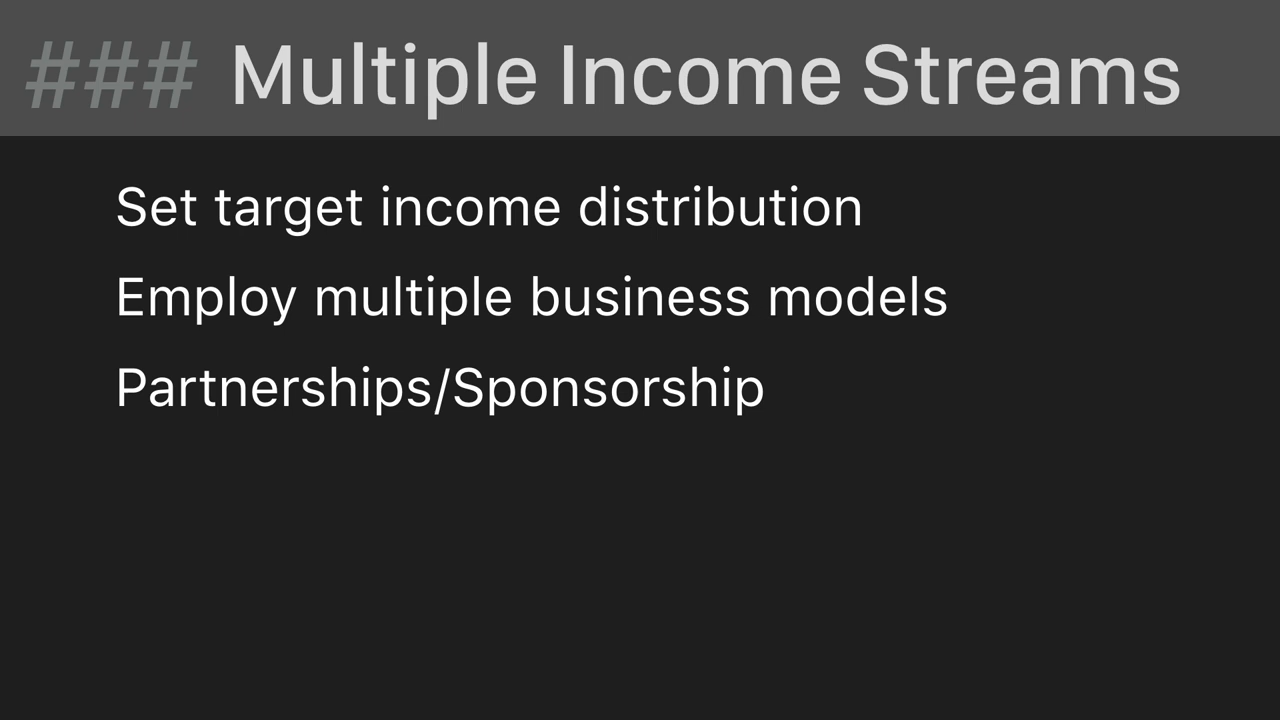 ### Multiple Income Streams
Set target income distribution
Employ multiple business models
Partnerships/Sponsorship